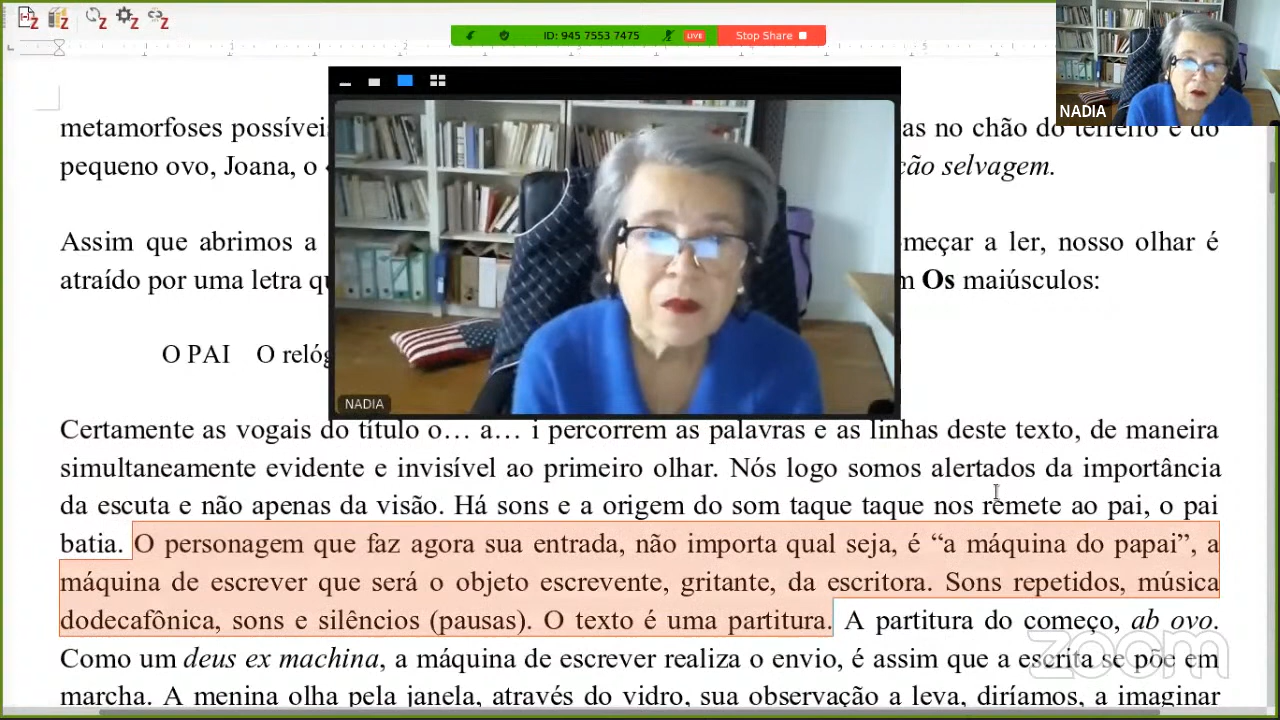 ID: 945 7553 7475 LIVE Stop Share
NADIA
metamorfoses possíveis no chão do terreiro e do
pequeno ovo, Joana, o selvagem.
Assim que abrimos a a ler, nosso olhar é
atraído por uma letra Os maiúsculos:
O PAI O
NADIA
Certamente as vogais do título o… a… i percorrem as palavras e as linhas deste texto, de maneira
simultaneamente evidente e invisível ao primeiro olhar. Nós logo somos alertados da importância
da escuta e não apenas da visão. Há sons e a origem do som taque taque nos remete ao pai, o pai
batia. O personagem que faz agora sua entrada, não importa qual seja, é “a máquina do papai”, a
máquina de escrever que será o objeto escrevente, gritante, da escritora. Sons repetidos, música
dodecafônica, sons e silêncios (pausas). O texto é uma partitura. A partitura do começo, ab ovo.
Como um deus ex machina, a máquina de escrever realiza o envio, é assim que a escrita se põe em
zoom
marcha. A menina olha pela janela, através do vidro, sua observação a leva, diríamos, a imaginar